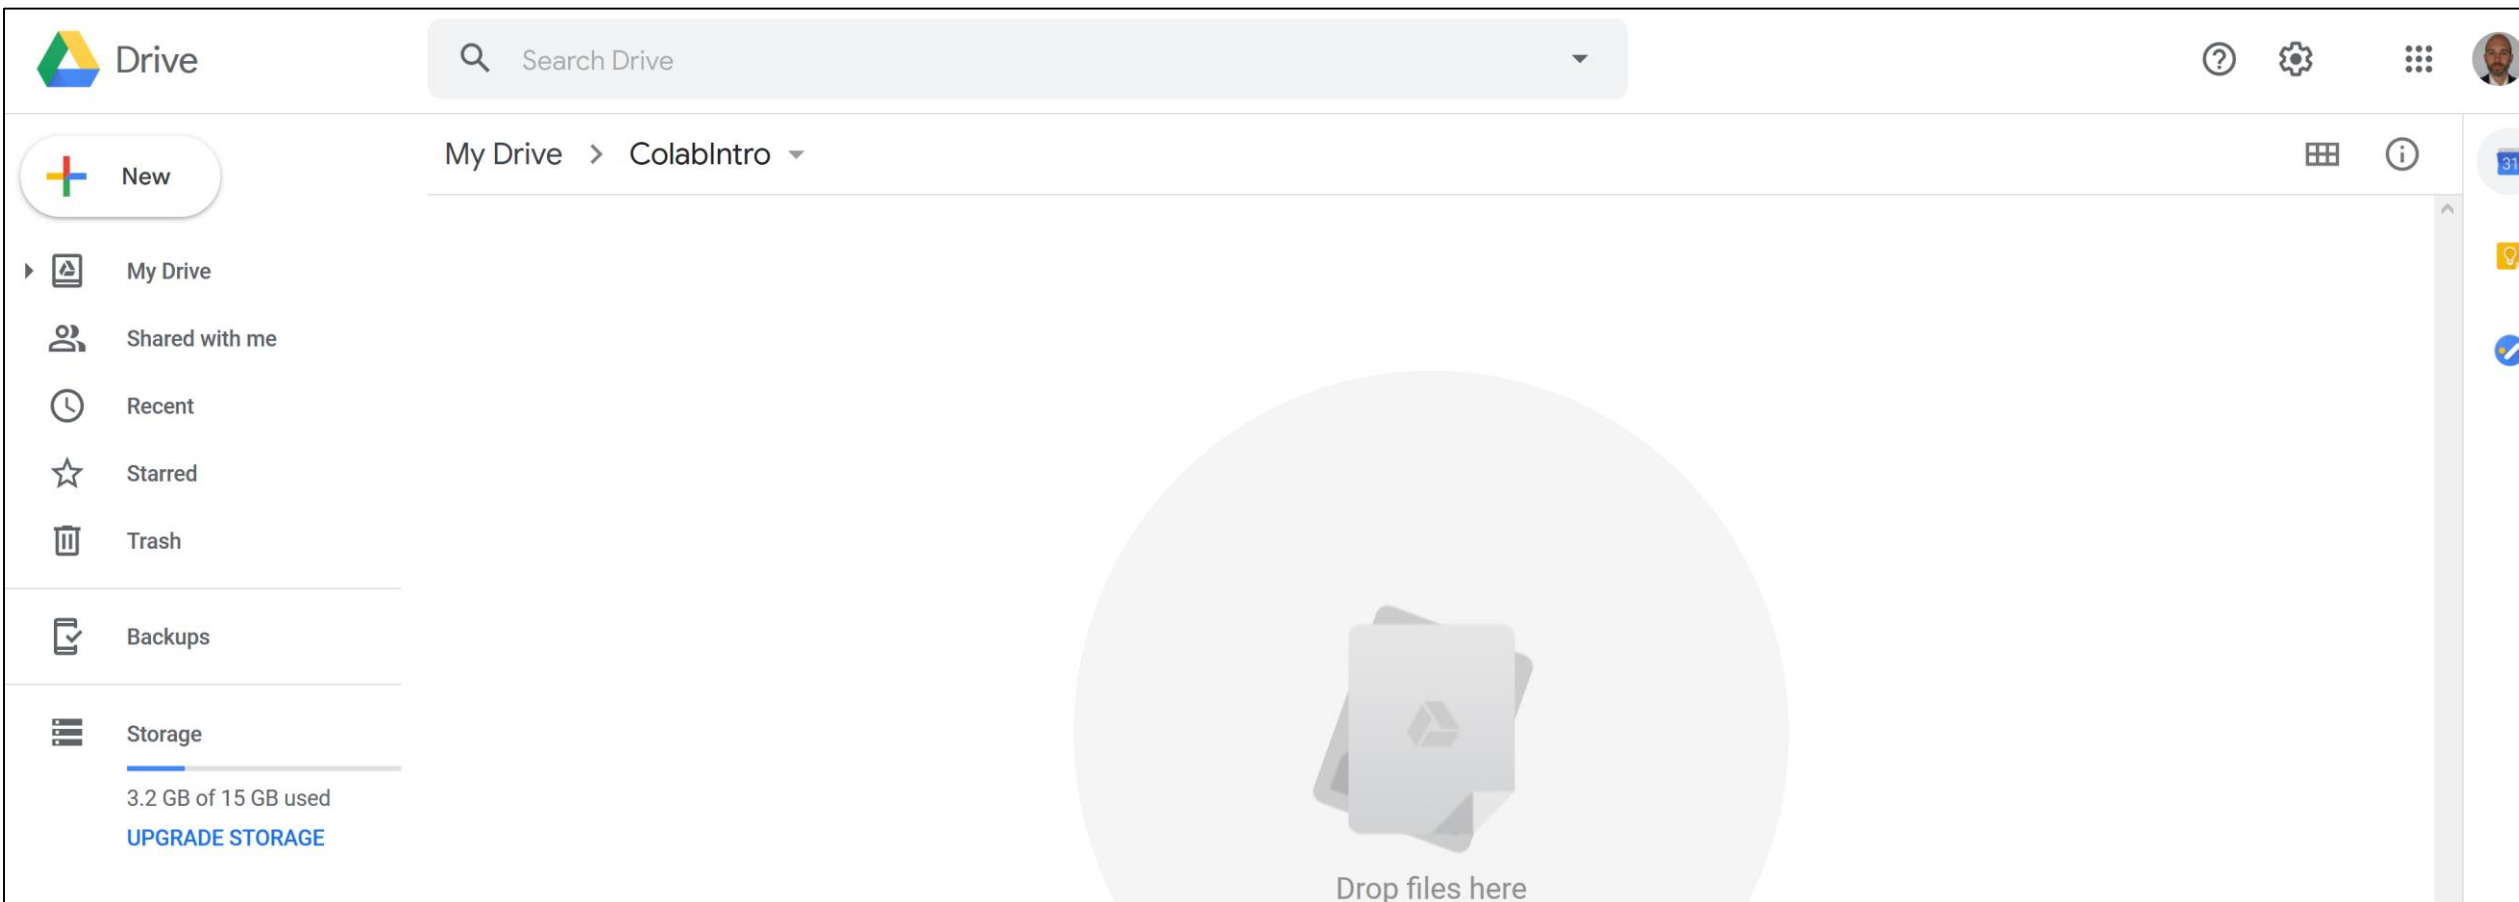 Drive
Search Drive
New
My Drive > ColabIntro
31
My Drive
Shared with me
Recent
Starred
Trash
Backups
Storage
3.2 GB of 15 GB used
UPGRADE STORAGE
Drop files here